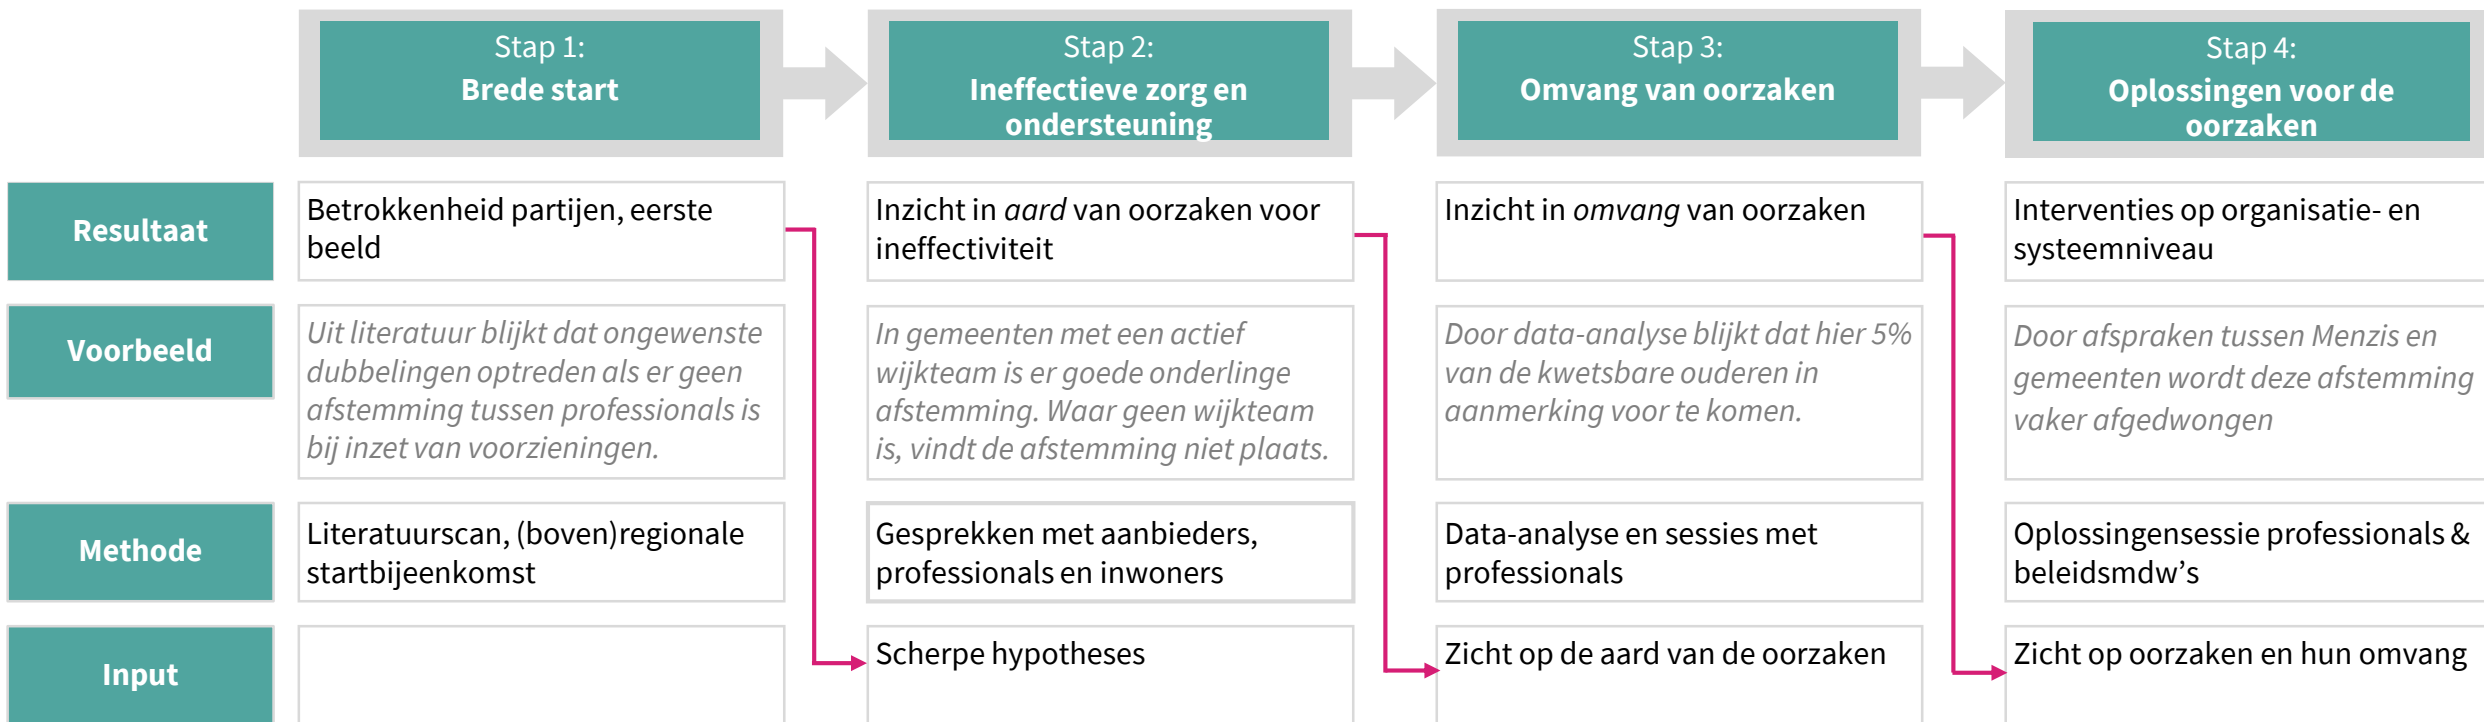 Stap 1:
Brede start
Stap 2:
Ineffectieve zorg en
ondersteuning
Stap 3:
Omvang van oorzaken
Stap 4:
Oplossingen voor de
oorzaken
Resultaat
Betrokkenheid partijen, eerste
beeld
Inzicht in aard van oorzaken voor
ineffectiviteit
Inzicht in omvang van oorzaken
Interventies op organisatie- en
systeemniveau
Voorbeeld
Uit literatuur blijkt dat ongewenste
dubbelingen optreden als er geen
afstemming tussen professionals is
bij inzet van voorzieningen.
In gemeenten met een actief
wijkteam is er goede onderlinge
afstemming. Waar geen wijkteam
is, vindt de afstemming niet plaats.
Door data-analyse blijkt dat hier 5%
van de kwetsbare ouderen in
aanmerking voor te komen.
Door afspraken tussen Menzis en
gemeenten wordt deze afstemming
vaker afgedwongen
Methode
Literatuurscan, (boven)regionale
startbijeenkomst
Gesprekken met aanbieders,
professionals en inwoners
Data-analyse en sessies met
professionals
Oplossingensessie professionals &
beleidsmdw's
Input
Scherpe hypotheses
Zicht op de aard van de oorzaken
Zicht op oorzaken en hun omvang